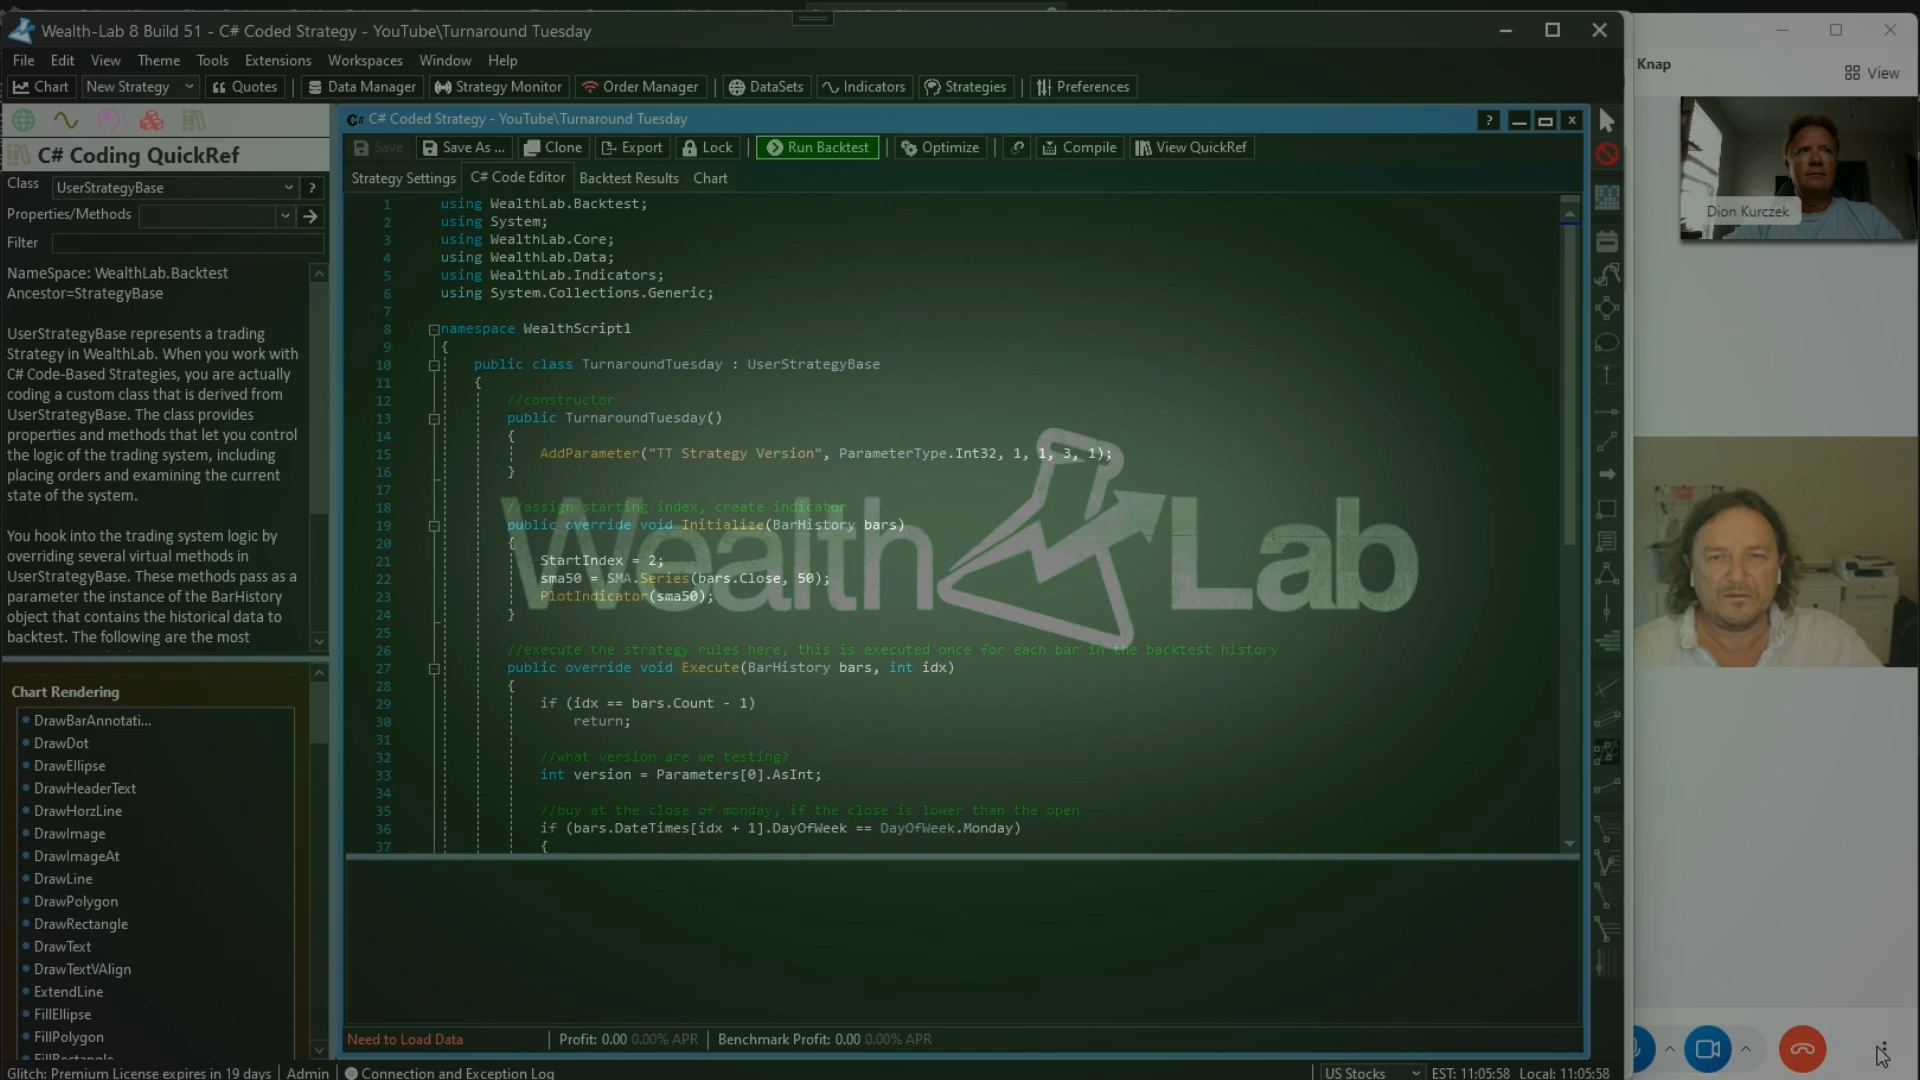 Wealth-Lab 8 Build 51 - C# Coded Strategy - YouTube\Turnaround Tuesday
File Edit View Theme Tools Extensions Workspaces Window Help
Chart New Strategy Quotes Data Manager Strategy Monitor Order Manager DataSets Indicators Strategies Preferences
C# Coding QuickRef
Class UserStrategyBase ?
Properties/Methods
Filter
NameSpace: WealthLab.Backtest
Ancestor=StrategyBase
UserStrategyBase represents a trading
Strategy in WealthLab. When you work with
C# Code-Based Strategies, you are actually
coding a custom class that is derived from
UserStrategyBase. The class provides
properties and methods that let you control
the logic of the trading system, including
placing orders and examining the current
state of the system.
You hook into the trading system logic by
overriding several virtual methods in
UserStrategyBase. These methods pass as a
parameter the instance of the BarHistory
object that contains the historical data to
backtest. The following are the most
Chart Rendering
DrawBarAnnotati...
DrawDot
DrawEllipse
DrawHeaderText
DrawHorzLine
DrawImage
DrawImageAt
DrawLine
DrawPolygon
DrawRectangle
DrawText
DrawTextVAlign
ExtendLine
FillEllipse
FillPolygon
FillRectangle
C# C# Coded Strategy - YouTube\Turnaround Tuesday ?
Save Save As ... Clone Export Lock Run Backtest Optimize Compile View QuickRef
Strategy Settings C# Code Editor Backtest Results Chart
1 using WealthLab.Backtest;
2 using System;
3 using WealthLab.Core;
4 using WealthLab.Data;
5 using WealthLab.Indicators;
6 using System.Collections.Generic;
7
8 namespace WealthScript1
9 {
10 public class TurnaroundTuesday : UserStrategyBase
11 {
12 //constructor
13 public TurnaroundTuesday()
14 {
15 AddParameter("TT Strategy Version", ParameterType.Int32, 1, 1, 3, 1);
16 }
17
18 //assign starting index, create indicator
19 public override void Initialize(BarHistory bars)
20 {
21 StartIndex = 2;
22 sma50 = SMA.Series(bars.Close, 50);
23 PlotIndicator(sma50);
24 }
25
26 //execute the strategy rules here, this is executed once for each bar in the backtest history
27 public override void Execute(BarHistory bars, int idx)
28 {
29 if (idx == bars.Count - 1)
30 return;
31
32 //what version are we testing?
33 int version = Parameters[0].AsInt;
34
35 //buy at the close of monday, if the close is lower than the open
36 if (bars.DateTimes[idx + 1].DayOfWeek == DayOfWeek.Monday)
37 {
Wealth Lab
Need to Load Data Profit: 0.00 0.00% APR Benchmark Profit: 0.00 0.00% APR
Glitch: Premium License expires in 19 days Admin Connection and Exception Log US Stocks EST: 11:05:58 Local: 11:05:58
Knap
View
Dion Kurczek